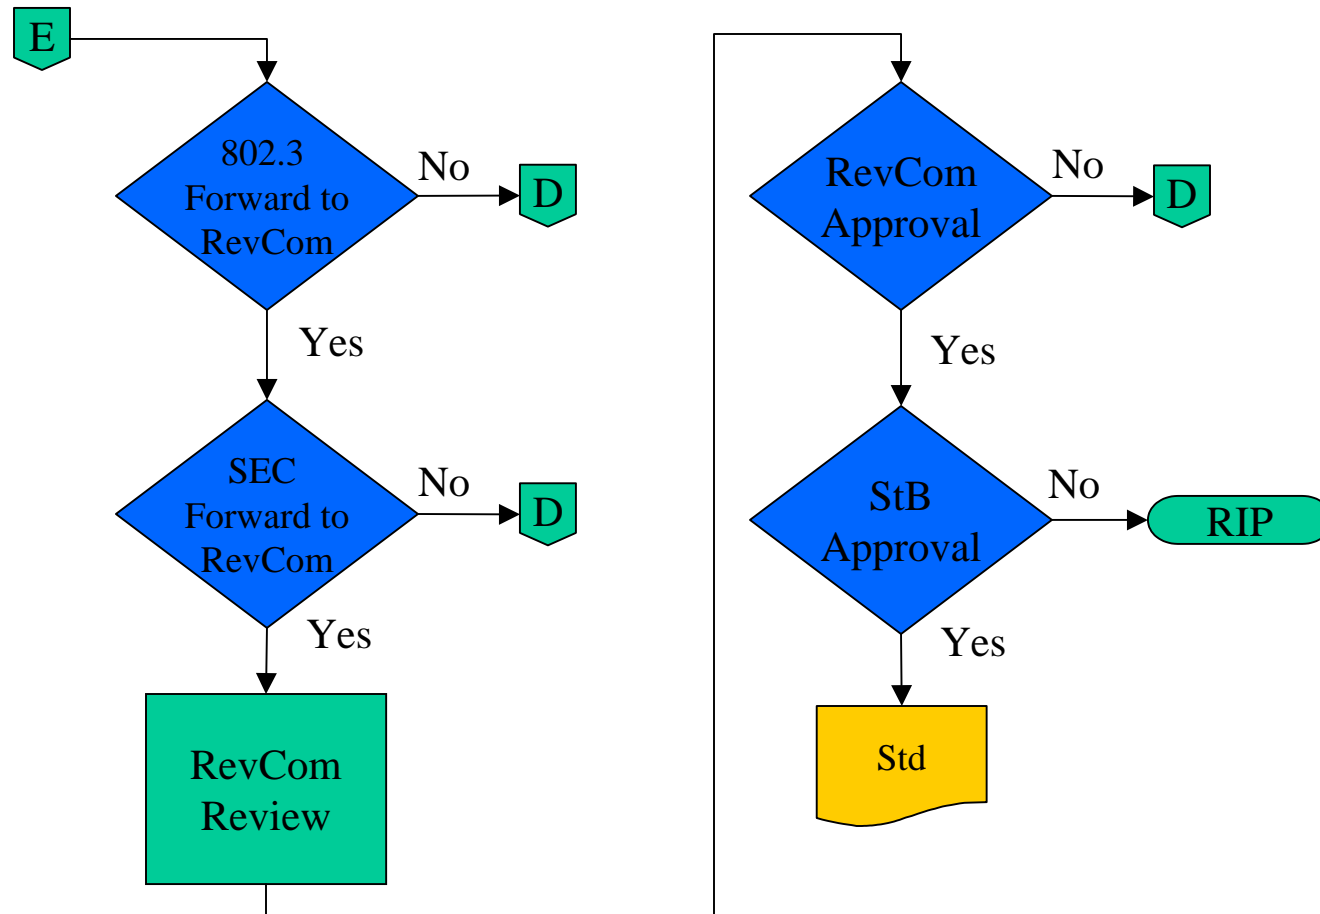 E
802.3
Forward to
RevCom
No
D
Yes
SEC
Forward to
RevCom
No
D
Yes
RevCom
Review
RevCom
Approval
No
D
Yes
StB
Approval
No
RIP
Yes
Std